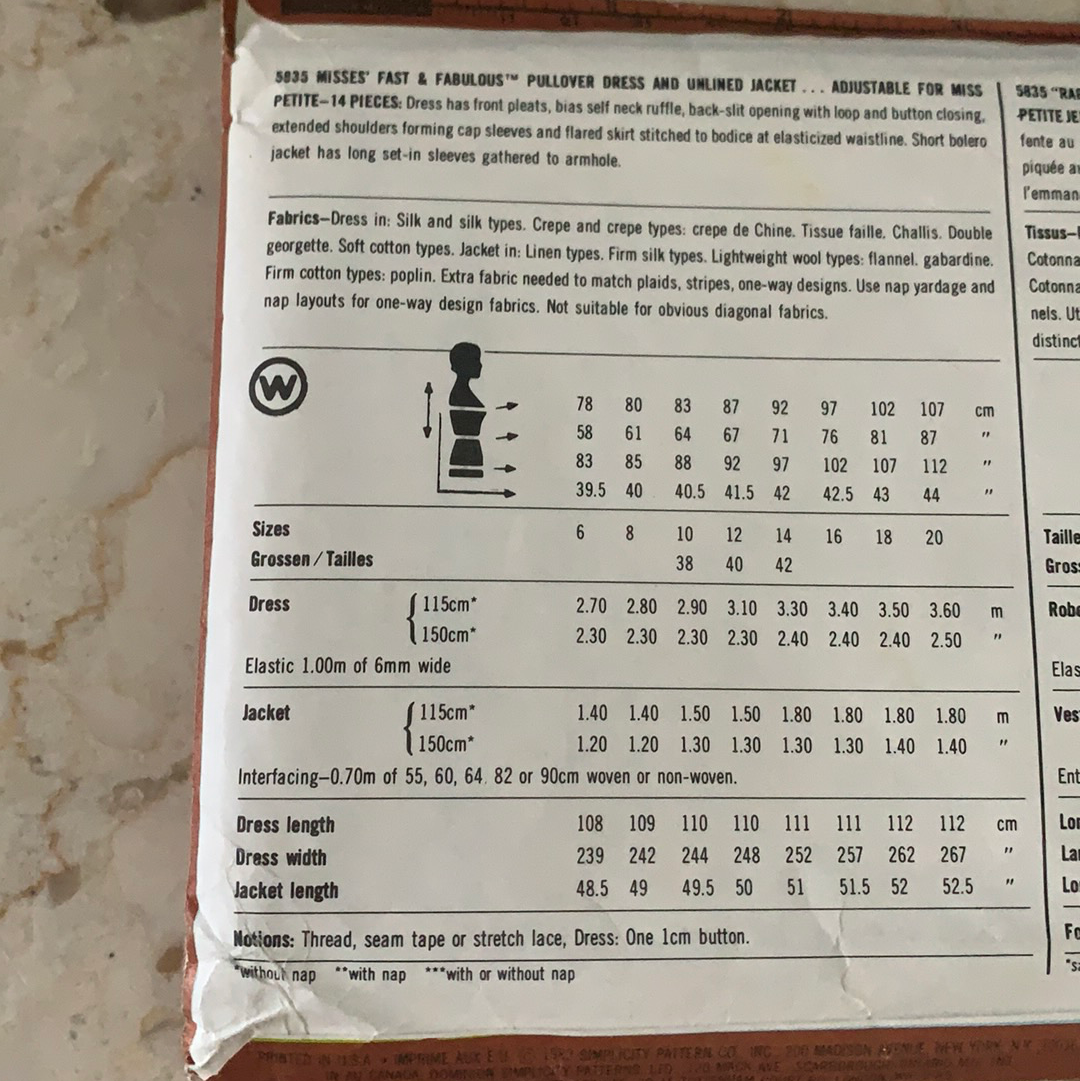 5835 MISSES' FAST & FABULOUS™ PULLOVER DRESS AND UNLINED JACKET ... ADJUSTABLE FOR MISS
PETITE–14 PIECES: Dress has front pleats, bias self neck ruffle, back-slit opening with loop and button closing,
extended shoulders forming cap sleeves and flared skirt stitched to bodice at elasticized waistline. Short bolero
jacket has long set-in sleeves gathered to armhole.
Fabrics–Dress in: Silk and silk types. Crepe and crepe types: crepe de Chine. Tissue faille. Challis. Double
georgette. Soft cotton types. Jacket in: Linen types. Firm silk types. Lightweight wool types: flannel. gabardine.
Firm cotton types: poplin. Extra fabric needed to match plaids, stripes, one-way designs. Use nap yardage and
nap layouts for one-way design fabrics. Not suitable for obvious diagonal fabrics.
W
78 80 83 87 92 97 102 107 cm
58 61 64 67 71 76 81 87 "
83 85 88 92 97 102 107 112 "
39.5 40 40.5 41.5 42 42.5 43 44 "
Sizes 6 8 10 12 14 16 18 20
Grossen / Tailles 38 40 42
Dress 115cm* 2.70 2.80 2.90 3.10 3.30 3.40 3.50 3.60 m
150cm* 2.30 2.30 2.30 2.30 2.40 2.40 2.40 2.50 "
Elastic 1.00m of 6mm wide
Jacket 115cm* 1.40 1.40 1.50 1.50 1.80 1.80 1.80 1.80 m
150cm* 1.20 1.20 1.30 1.30 1.30 1.30 1.40 1.40 "
Interfacing–0.70m of 55, 60, 64, 82 or 90cm woven or non-woven.
Dress length 108 109 110 110 111 111 112 112 cm
Dress width 239 242 244 248 252 257 262 267 "
Jacket length 48.5 49 49.5 50 51 51.5 52 52.5 "
Notions: Thread, seam tape or stretch lace, Dress: One 1cm button.
*without nap **with nap ***with or without nap
5835
PETITE
fente au
piquée
l'emman
Tissus–
Cotonna
Cotonna
nels. Ut
distinct
Taille
Gros
Robe
Elas
Ves
Ent
Lo
La
Lo
Fo
PRINTED IN U.S.A. • IMPRIME AUX E.U. SIMPLICITY PATTERN CO. INC. 200 MADISON AVENUE, NEW YORK, N.Y.